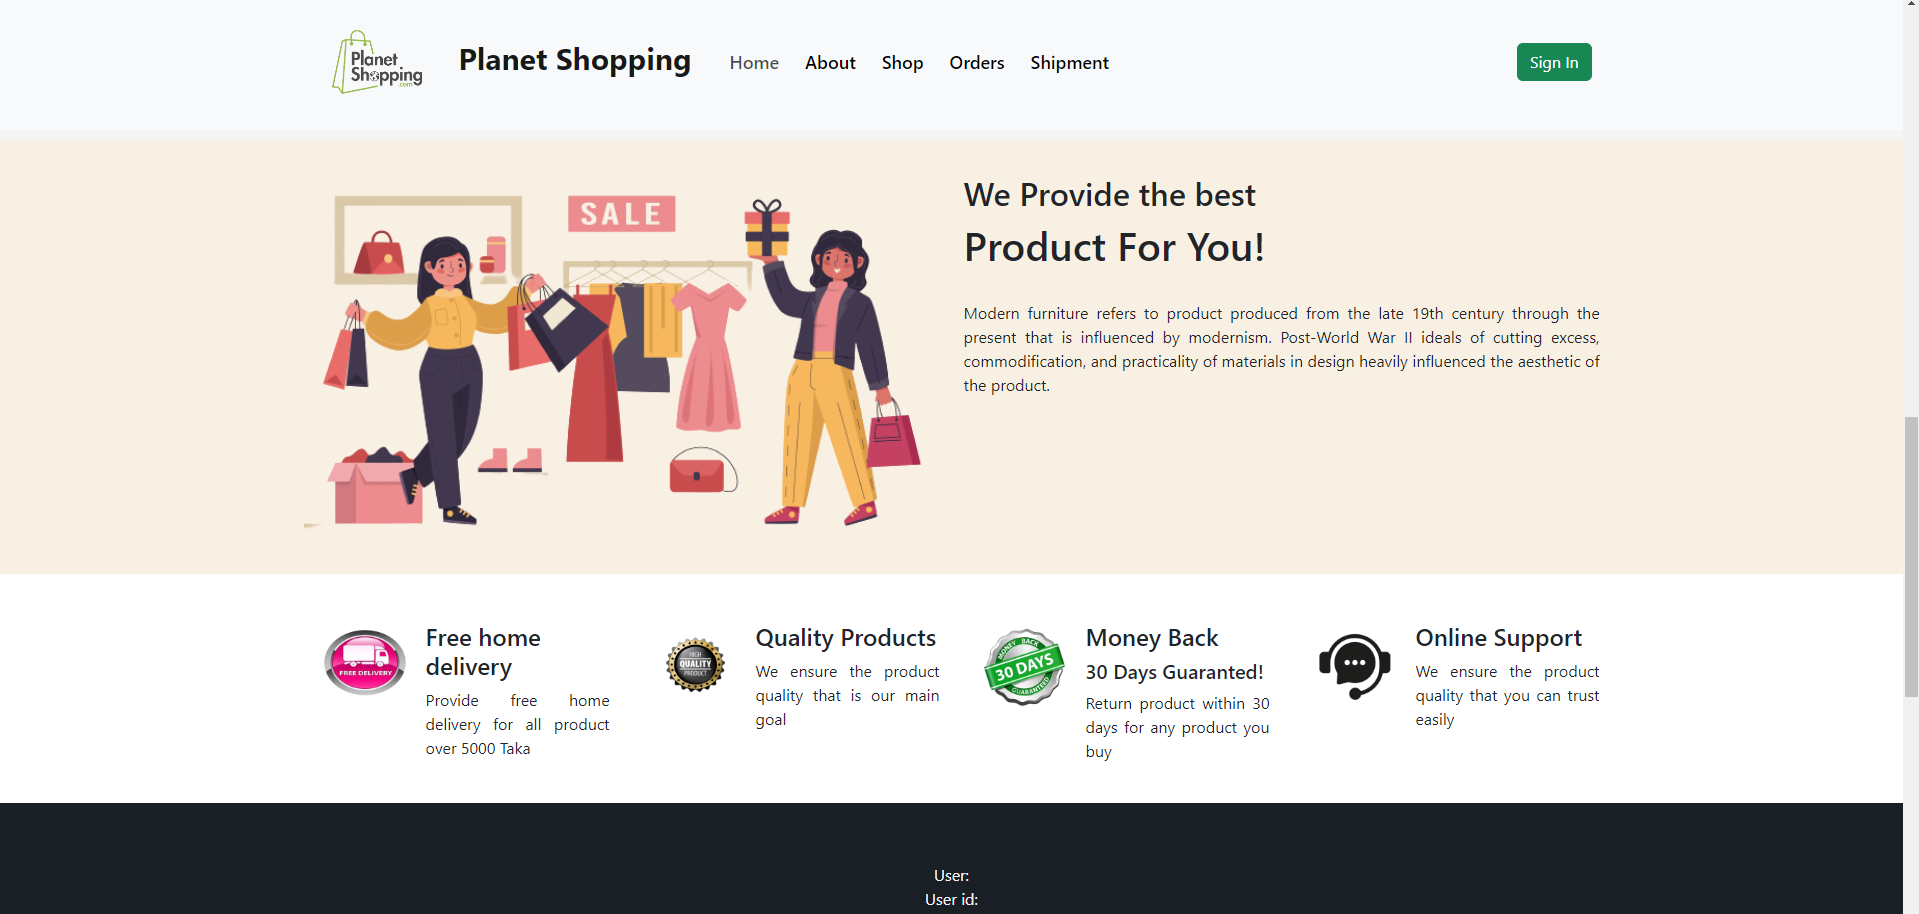 Planet
Shopping
.com
Planet Shopping
Home
About
Shop
Orders
Shipment
Sign In
SALE
We Provide the best
Product For You!
Modern furniture refers to product produced from the late 19th century through the
present that is influenced by modernism. Post-World War II ideals of cutting excess,
commodification, and practicality of materials in design heavily influenced the aesthetic of
the product.
FREE DELIVERY
Free home
delivery
Provide free home
delivery for all product
over 5000 Taka
HIGH
QUALITY
PRODUCT
Quality Products
We ensure the product
quality that is our main
goal
MONEY BACK
30 DAYS
GUARANTEED
Money Back
30 Days Guaranted!
Return product within 30
days for any product you
buy
Online Support
We ensure the product
quality that you can trust
easily
User:
User id: